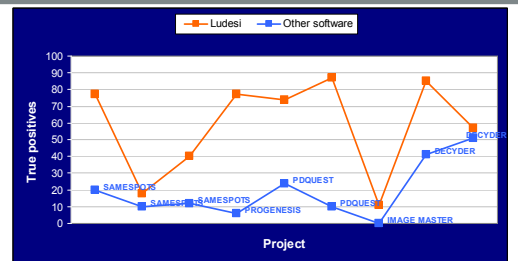 Ludesi Other software
100
90
80
70
60
50
40
30
20
10
0
True positives
SAMESPOTS
SAMESPOTS
SAMESPOTS
PROGENESIS
PDQUEST
PDQUEST
IMAGE MASTER
DECYDER
DECYDER
Project